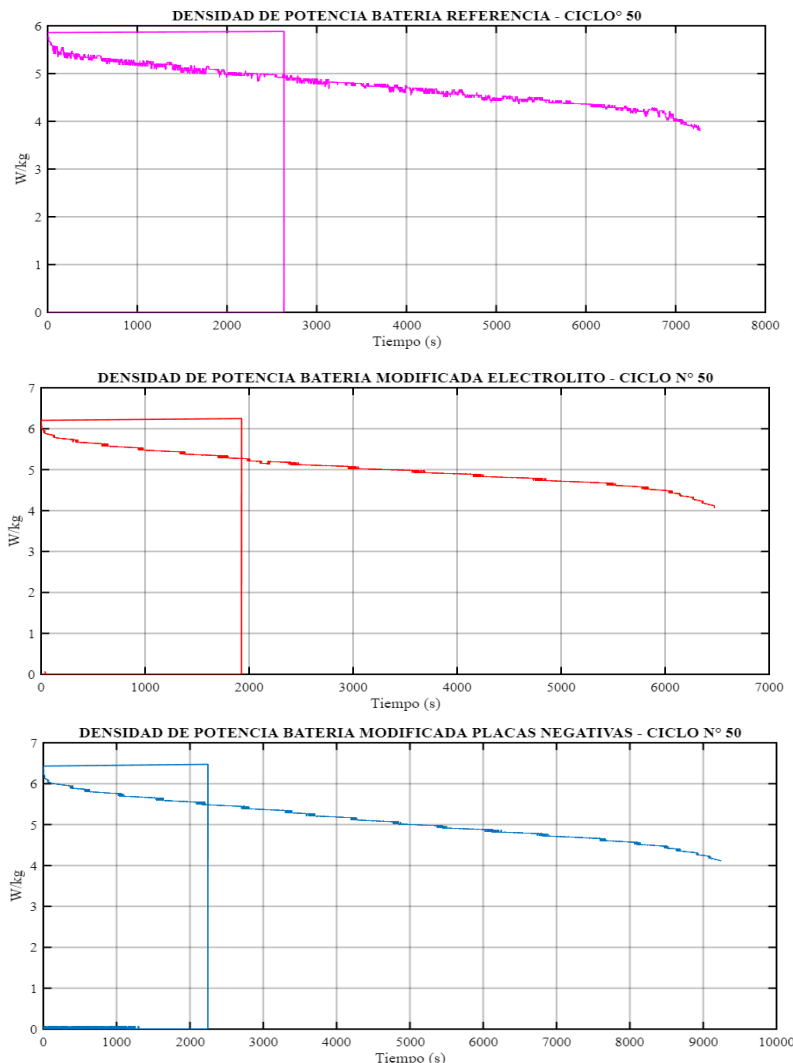 DENSIDAD DE POTENCIA BATERIA REFERENCIA - CICLO° 50
6
5
4
3
2
1
0
W/kg
0 1000 2000 3000 4000 5000 6000 7000 8000
Tiempo (s)
DENSIDAD DE POTENCIA BATERIA MODIFICADA ELECTROLITO - CICLO N° 50
7
6
5
4
3
2
1
0
W/kg
0 1000 2000 3000 4000 5000 6000 7000
Tiempo (s)
DENSIDAD DE POTENCIA BATERIA MODIFICADA PLACAS NEGATIVAS - CICLO N° 50
7
6
5
4
3
2
1
0
W/kg
0 1000 2000 3000 4000 5000 6000 7000 8000 9000 10000
Tiempo (s)